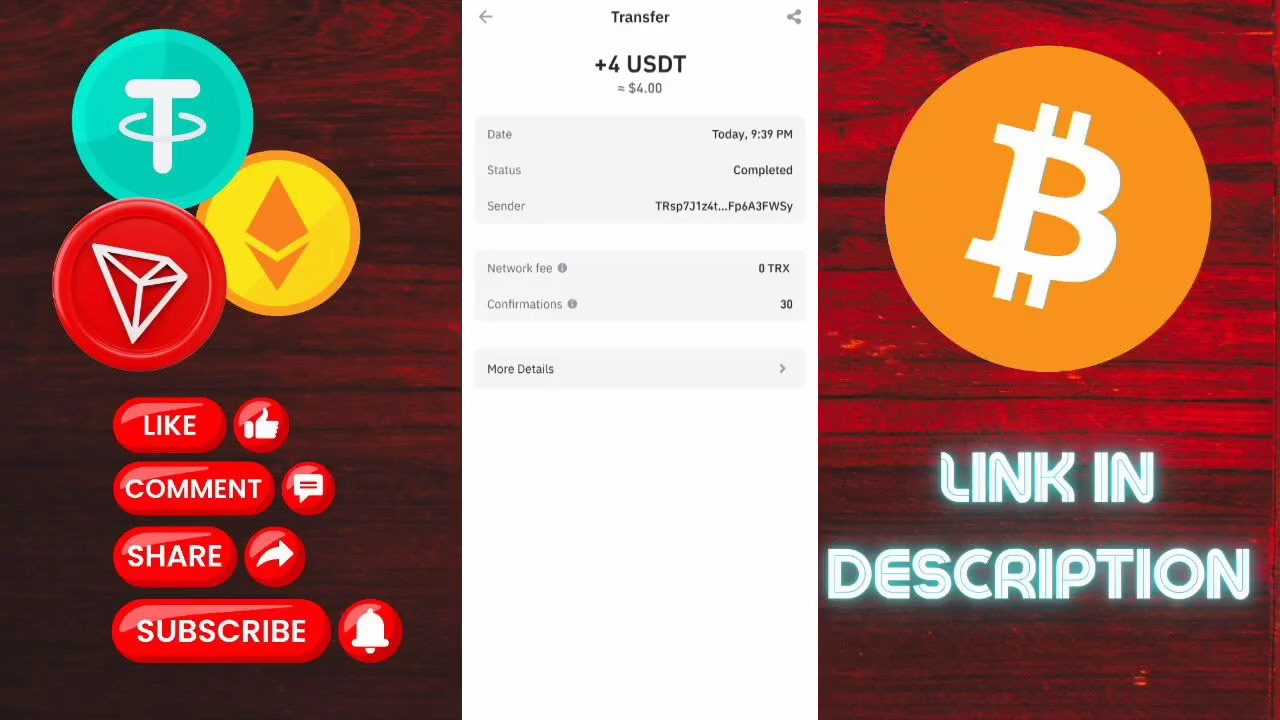 LIKE
COMMENT
SHARE
SUBSCRIBE
Transfer
+4 USDT
≈ $4.00
Date Today, 9:39 PM
Status Completed
Sender TRsp7J1z4t...Fp6A3FWSy
Network fee 0 TRX
Confirmations 30
More Details
LINK IN
DESCRIPTION